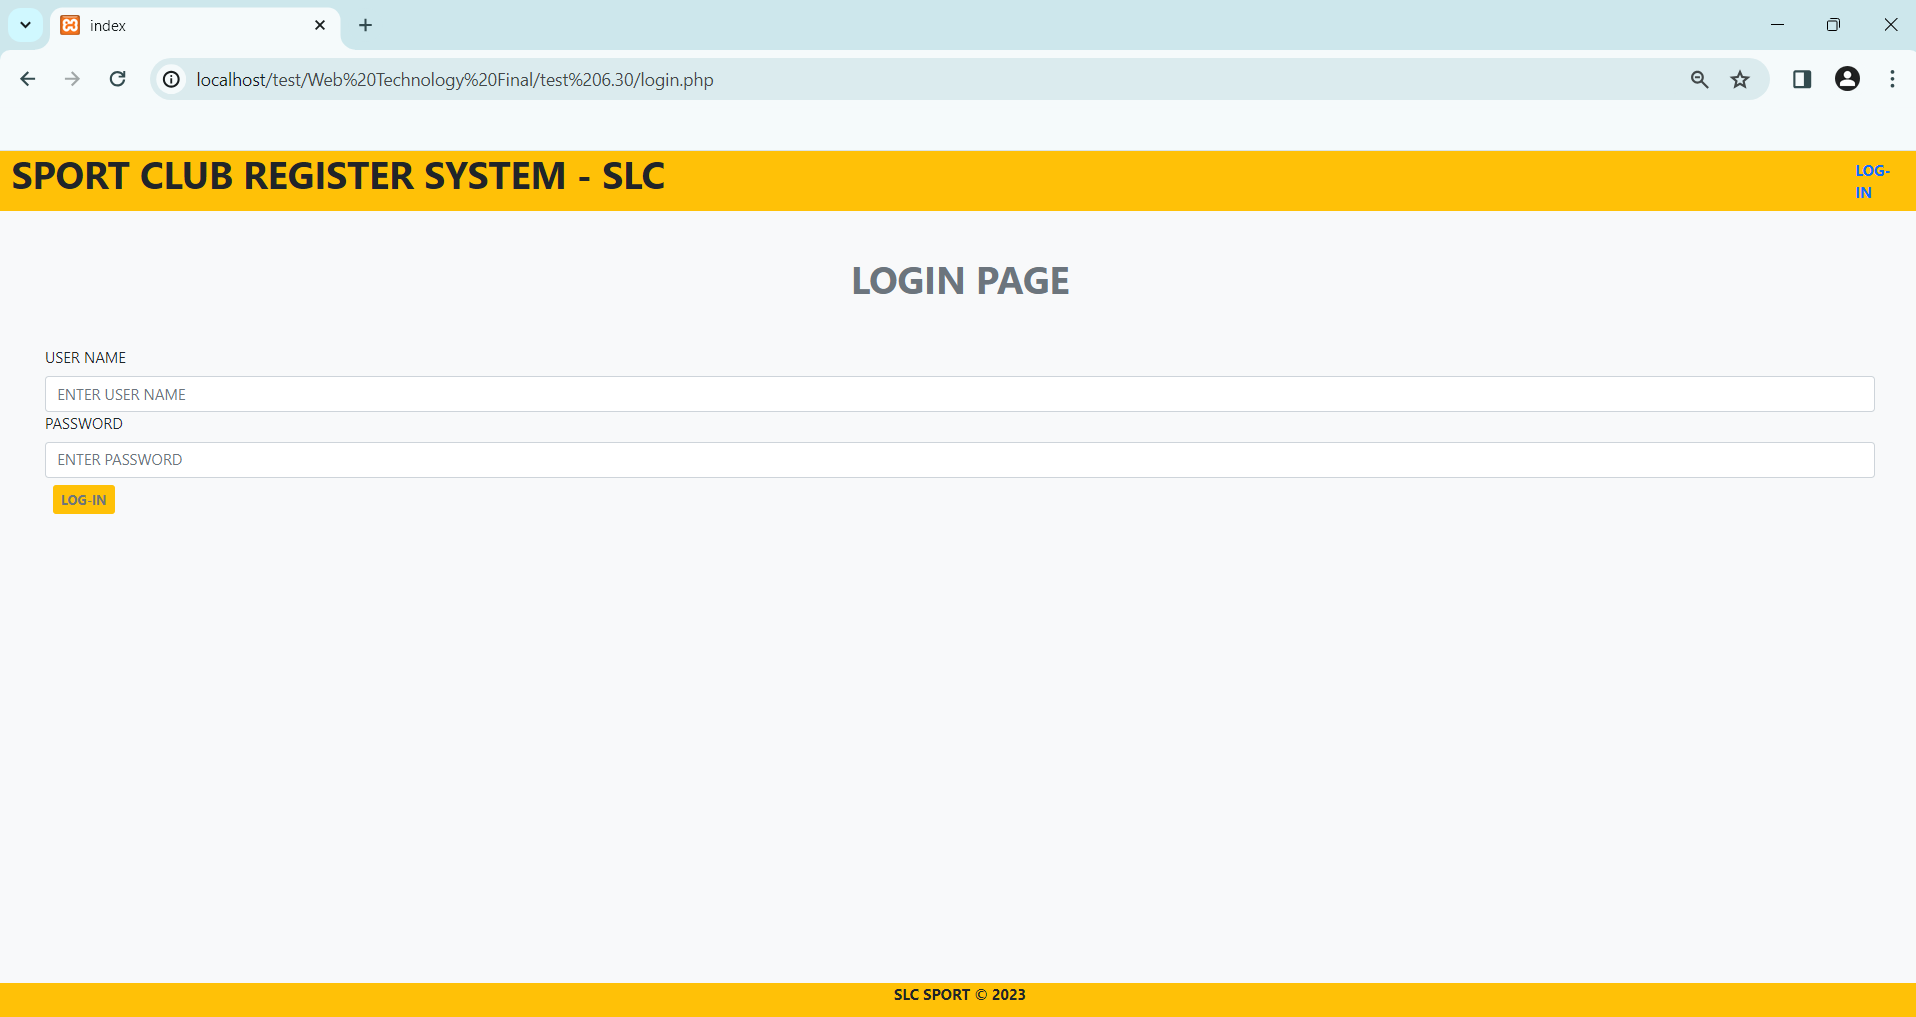 index
localhost/test/Web%20Technology%20Final/test%206.30/login.php
SPORT CLUB REGISTER SYSTEM - SLC
LOG-
IN
LOGIN PAGE
USER NAME
ENTER USER NAME
PASSWORD
ENTER PASSWORD
LOG-IN
SLC SPORT © 2023